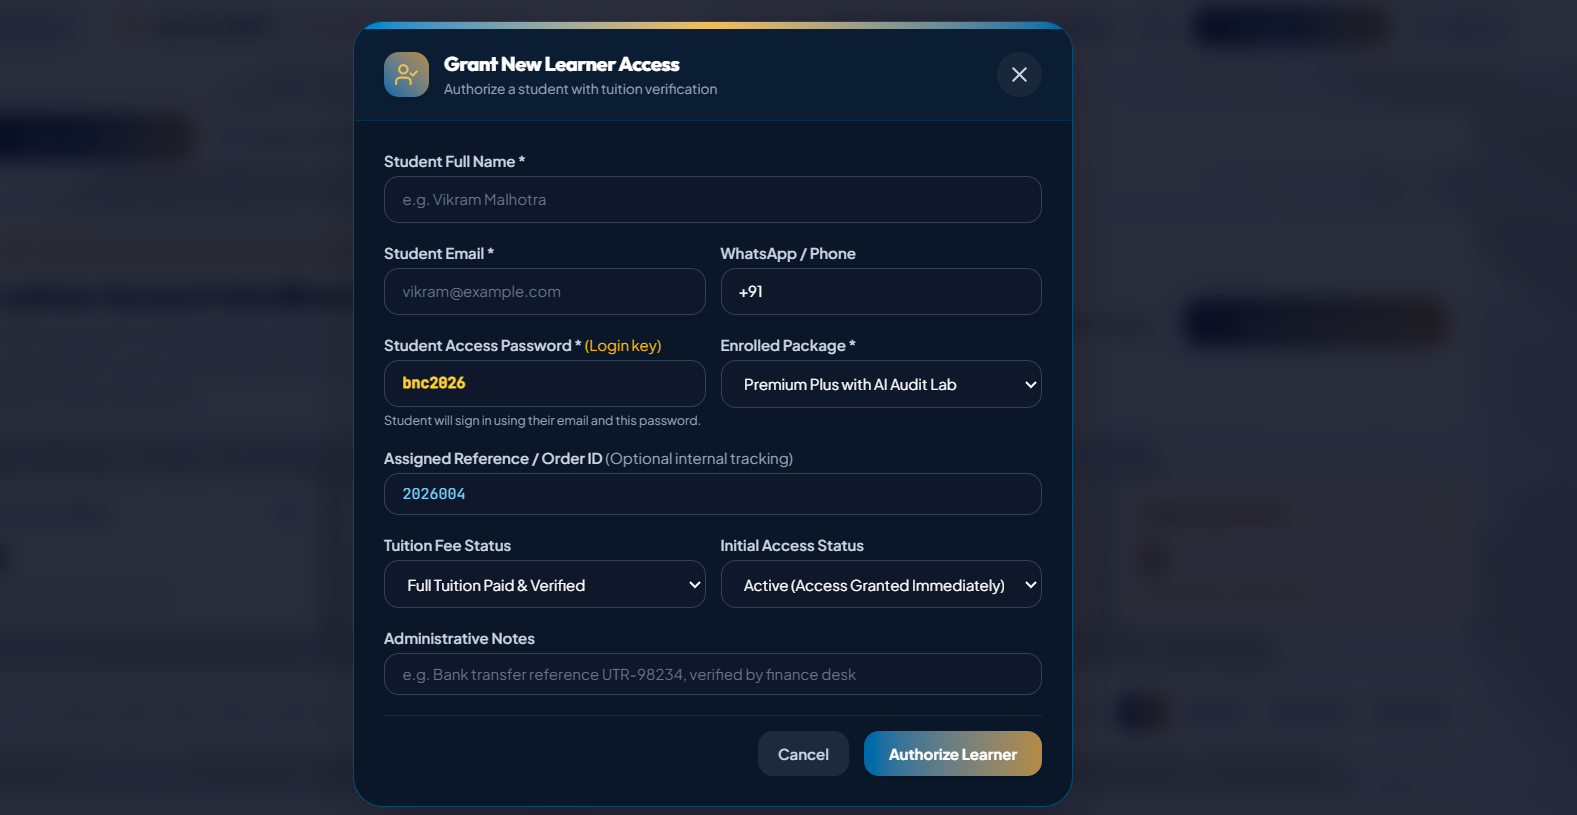 Grant New Learner Access
Authorize a student with tuition verification
Student Full Name *
e.g. Vikram Malhotra
Student Email *
WhatsApp / Phone
vikram@example.com
+91
Student Access Password * (Login key)
Enrolled Package *
bnc2026
Premium Plus with AI Audit Lab
Student will sign in using their email and this password.
Assigned Reference / Order ID (Optional internal tracking)
2026004
Tuition Fee Status
Initial Access Status
Full Tuition Paid & Verified
Active (Access Granted Immediately)
Administrative Notes
e.g. Bank transfer reference UTR-98234, verified by finance desk
Cancel
Authorize Learner